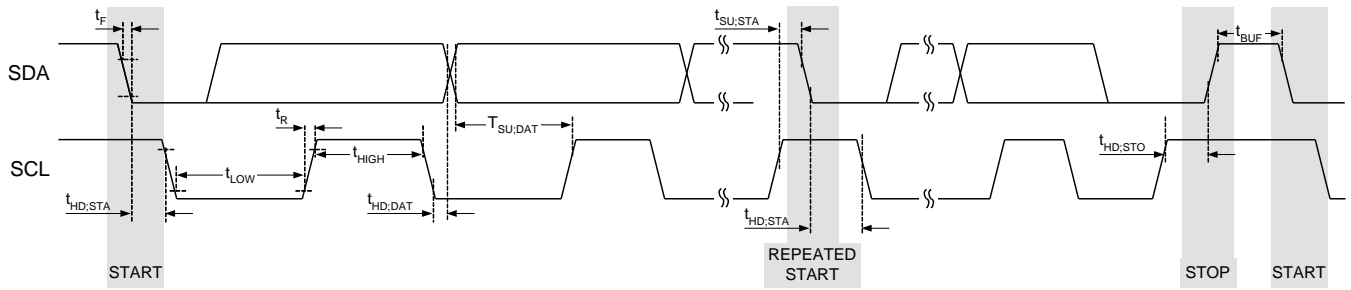 tF
tSU;STA
tBUF
SDA
tR
TSU;DAT
tHIGH
SCL
tLOW
tHD;STO
tHD;STA
tHD;DAT
tHD;STA
START
REPEATED
START
STOP
START